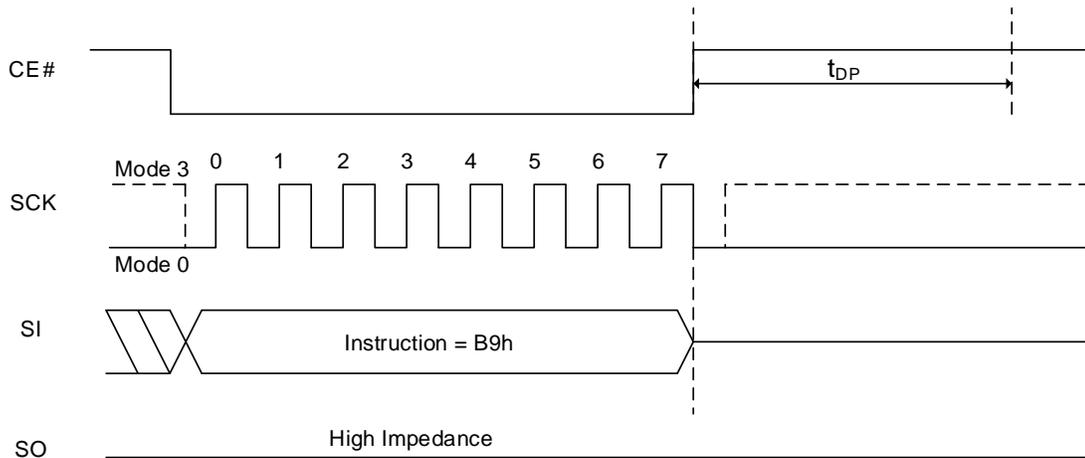 CE#
tDP
Mode 3
0 1 2 3 4 5 6 7
SCK
Mode 0
SI
Instruction = B9h
High Impedance
SO